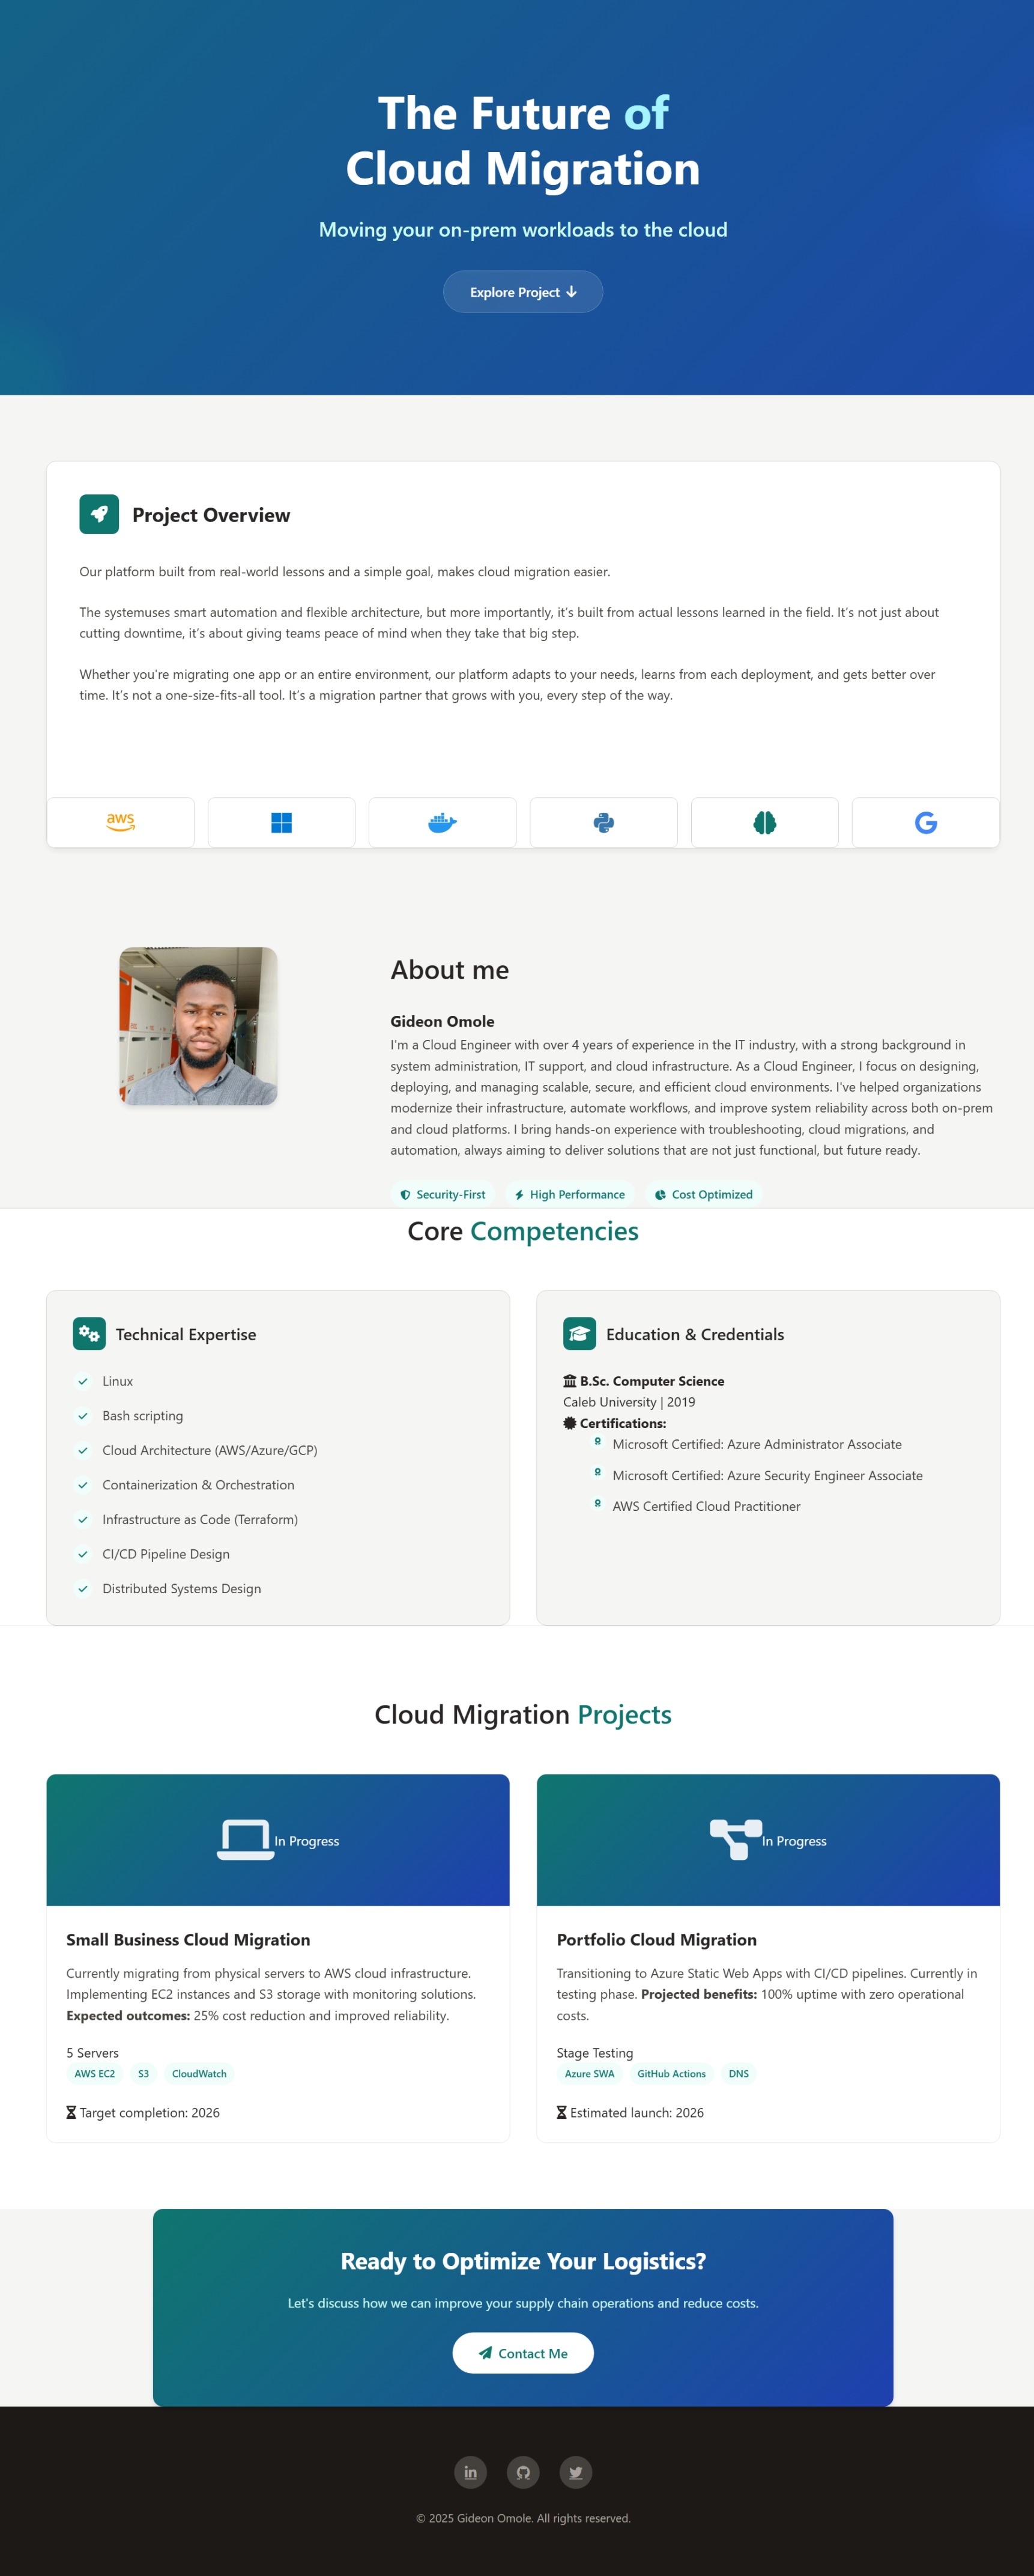 The Future of
Cloud Migration
Moving your on-prem workloads to the cloud
Explore Project
Project Overview
Our platform built from real-world lessons and a simple goal, makes cloud migration easier.
The systemuses smart automation and flexible architecture, but more importantly, it's built from actual lessons learned in the field. It's not just about
cutting downtime, it's about giving teams peace of mind when they take that big step.
Whether you're migrating one app or an entire environment, our platform adapts to your needs, learns from each deployment, and gets better over
time. It's not a one-size-fits-all tool. It's a migration partner that grows with you, every step of the way.
aws
About me
Gideon Omole
I'm a Cloud Engineer with over 4 years of experience in the IT industry, with a strong background in
system administration, IT support, and cloud infrastructure. As a Cloud Engineer, I focus on designing,
deploying, and managing scalable, secure, and efficient cloud environments. I've helped organizations
modernize their infrastructure, automate workflows, and improve system reliability across both on-prem
and cloud platforms. I bring hands-on experience with troubleshooting, cloud migrations, and
automation, always aiming to deliver solutions that are not just functional, but future ready.
Security-First High Performance Cost Optimized
Core Competencies
Technical Expertise
Linux
Bash scripting
Cloud Architecture (AWS/Azure/GCP)
Containerization & Orchestration
Infrastructure as Code (Terraform)
CI/CD Pipeline Design
Distributed Systems Design
Education & Credentials
B.Sc. Computer Science
Caleb University | 2019
Certifications:
Microsoft Certified: Azure Administrator Associate
Microsoft Certified: Azure Security Engineer Associate
AWS Certified Cloud Practitioner
Cloud Migration Projects
In Progress
Small Business Cloud Migration
Currently migrating from physical servers to AWS cloud infrastructure.
Implementing EC2 instances and S3 storage with monitoring solutions.
Expected outcomes: 25% cost reduction and improved reliability.
5 Servers
AWS EC2 S3 CloudWatch
Target completion: 2026
In Progress
Portfolio Cloud Migration
Transitioning to Azure Static Web Apps with CI/CD pipelines. Currently in
testing phase. Projected benefits: 100% uptime with zero operational
costs.
Stage Testing
Azure SWA GitHub Actions DNS
Estimated launch: 2026
Ready to Optimize Your Logistics?
Let's discuss how we can improve your supply chain operations and reduce costs.
Contact Me
in
© 2025 Gideon Omole. All rights reserved.